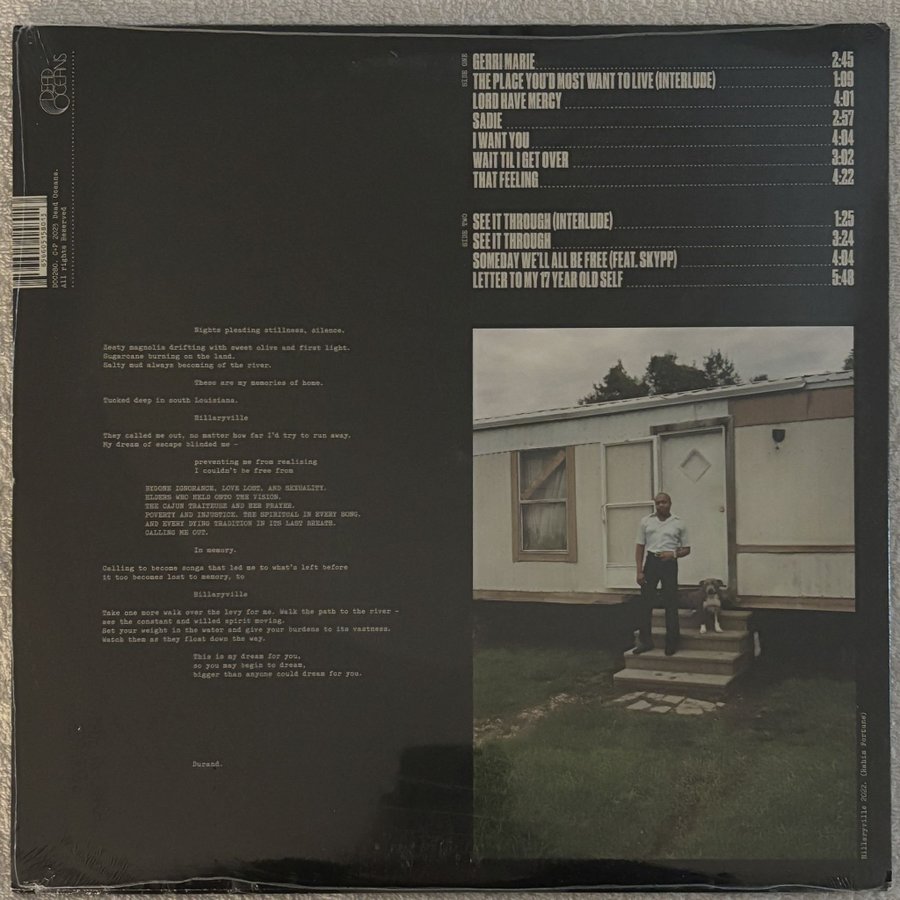 DEAD OCEANS
DOC280. C+P 2023 Dead Oceans.
All rights Reserved
SIDE ONE
GERRI MARIE 2:45
THE PLACE YOU'D MOST WANT TO LIVE (INTERLUDE) 1:09
LORD HAVE MERCY 4:01
SADIE 2:57
I WANT YOU 4:04
WAIT TIL I GET OVER 3:02
THAT FEELING 4:22
SIDE TWO
SEE IT THROUGH (INTERLUDE) 1:25
SEE IT THROUGH 3:24
SOMEDAY WE'LL ALL BE FREE (FEAT. SKYPP) 4:04
LETTER TO MY 17 YEAR OLD SELF 5:48
Nights pleading stillness, silence.
Zesty magnolia drifting with sweet olive and first light.
Sugarcane burning on the land.
Salty mud always becoming of the river.
These are my memories of home.
Tucked deep in south Louisiana.
Hillaryville
They called me out, no matter how far I'd try to run away.
My dream of escape blinded me –
preventing me from realising
I couldn't be free from
BYGONE IGNORANCE, LOVE LOST, AND SEXUALITY.
ELDERS WHO HELD ONTO THE VISION.
THE CAJUN TRAITEUSE AND HER PRAYER.
POVERTY AND INJUSTICE. THE SPIRITUAL IN EVERY SONG.
AND EVERY DYING TRADITION IN ITS LAST BREATH.
CALLING ME OUT.
In memory.
Calling to become songs that led me to what's left before
it too becomes lost to memory, to
Hillaryville
Take one more walk over the levy for me. Walk the path to the river –
see the constant and willed spirit moving.
Set your weight in the water and give your burdens to its vastness.
Watch them as they float down the way.
This is my dream for you,
so you may begin to dream,
bigger than anyone could dream for you.
Durand.
Hillaryville 2022. (Rahim Fortune)